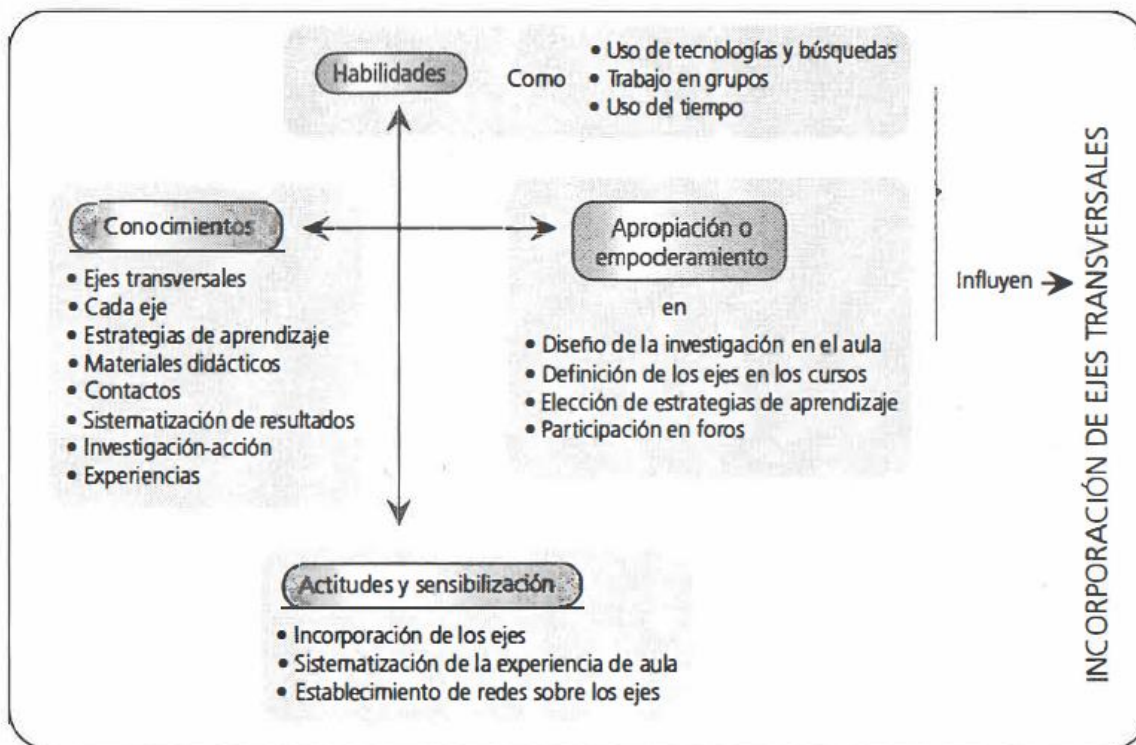 Habilidades
Como
• Uso de tecnologías y búsquedas
• Trabajo en grupos
• Uso del tiempo
Conocimientos
• Ejes transversales
• Cada eje
• Estrategias de aprendizaje
• Materiales didácticos
• Contactos
• Sistematización de resultados
• Investigación-acción
• Experiencias
Apropiación o
empoderamiento
en
• Diseño de la investigación en el aula
• Definición de los ejes en los cursos
• Elección de estrategias de aprendizaje
• Participación en foros
Actitudes y sensibilización
• Incorporación de los ejes
• Sistematización de la experiencia de aula
• Establecimiento de redes sobre los ejes
Influyen
INCORPORACIÓN DE EJES TRANSVERSALES